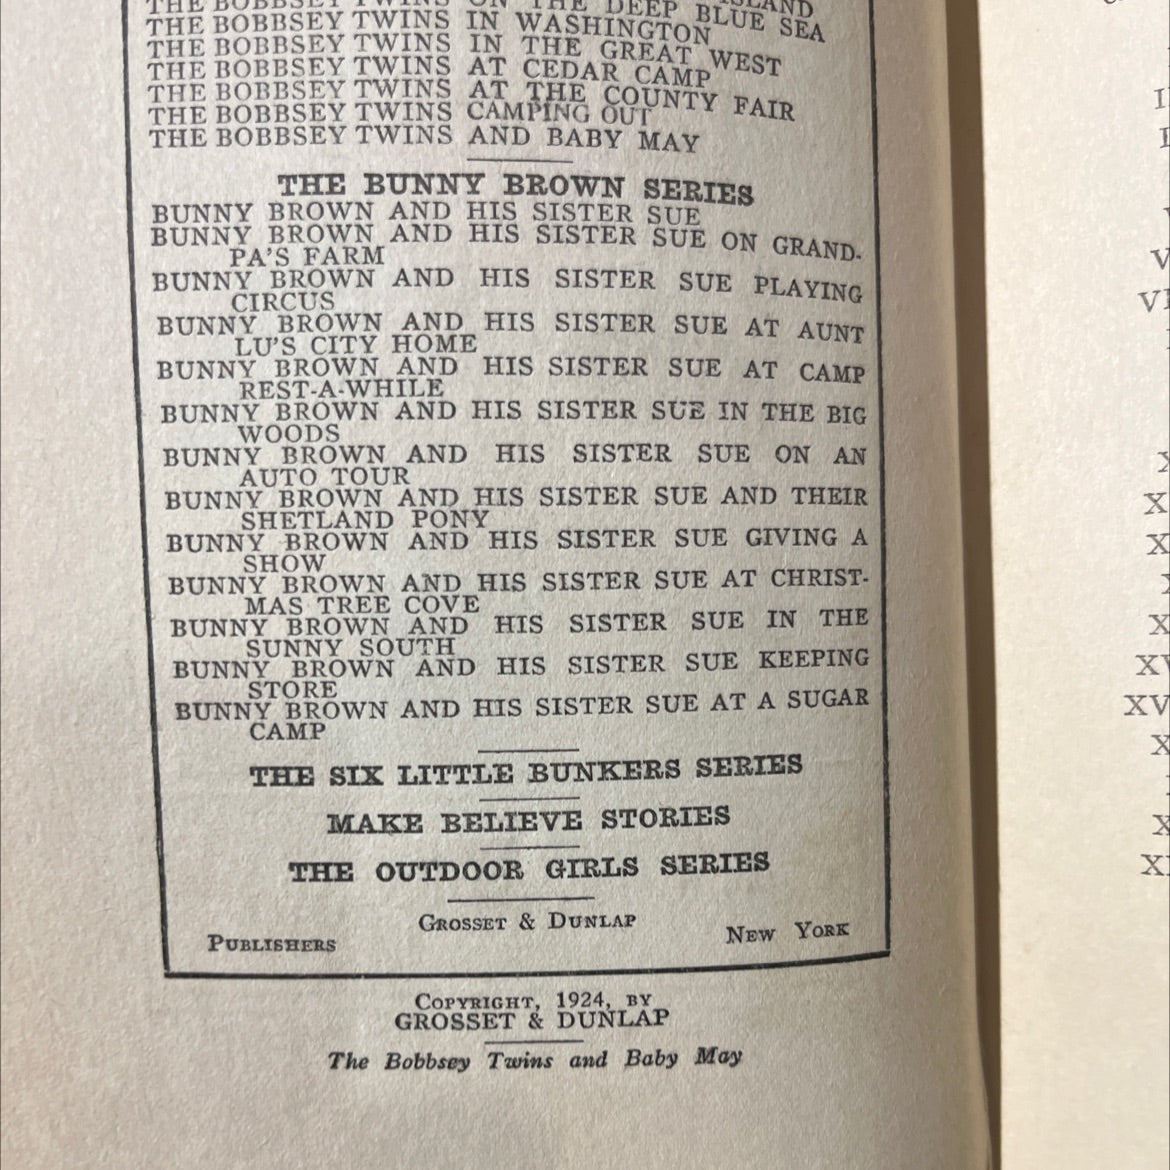 ISLAND
THE BOBBSEY TWINS ON THE DEEP BLUE SEA
THE BOBBSEY TWINS IN WASHINGTON
THE BOBBSEY TWINS IN THE GREAT WEST
THE BOBBSEY TWINS AT CEDAR CAMP
THE BOBBSEY TWINS AT THE COUNTY FAIR
THE BOBBSEY TWINS CAMPING OUT
THE BOBBSEY TWINS AND BABY MAY
THE BUNNY BROWN SERIES
BUNNY BROWN AND HIS SISTER SUE
BUNNY BROWN AND HIS SISTER SUE ON GRAND-
PA'S FARM
BUNNY BROWN AND HIS SISTER SUE PLAYING
CIRCUS
BUNNY BROWN AND HIS SISTER SUE AT AUNT
LU'S CITY HOME
BUNNY BROWN AND HIS SISTER SUE AT CAMP
REST-A-WHILE
BUNNY BROWN AND HIS SISTER SUE IN THE BIG
WOODS
BUNNY BROWN AND HIS SISTER SUE ON AN
AUTO TOUR
BUNNY BROWN AND HIS SISTER SUE AND THEIR
SHETLAND PONY
BUNNY BROWN AND HIS SISTER SUE GIVING A
SHOW
BUNNY BROWN AND HIS SISTER SUE AT CHRIST-
MAS TREE COVE
BUNNY BROWN AND HIS SISTER SUE IN THE
SUNNY SOUTH
BUNNY BROWN AND HIS SISTER SUE KEEPING
STORE
BUNNY BROWN AND HIS SISTER SUE AT A SUGAR
CAMP
THE SIX LITTLE BUNKERS SERIES
MAKE BELIEVE STORIES
THE OUTDOOR GIRLS SERIES
GROSSET & DUNLAP
PUBLISHERS NEW YORK
COPYRIGHT, 1924, BY
GROSSET & DUNLAP
The Bobbsey Twins and Baby May